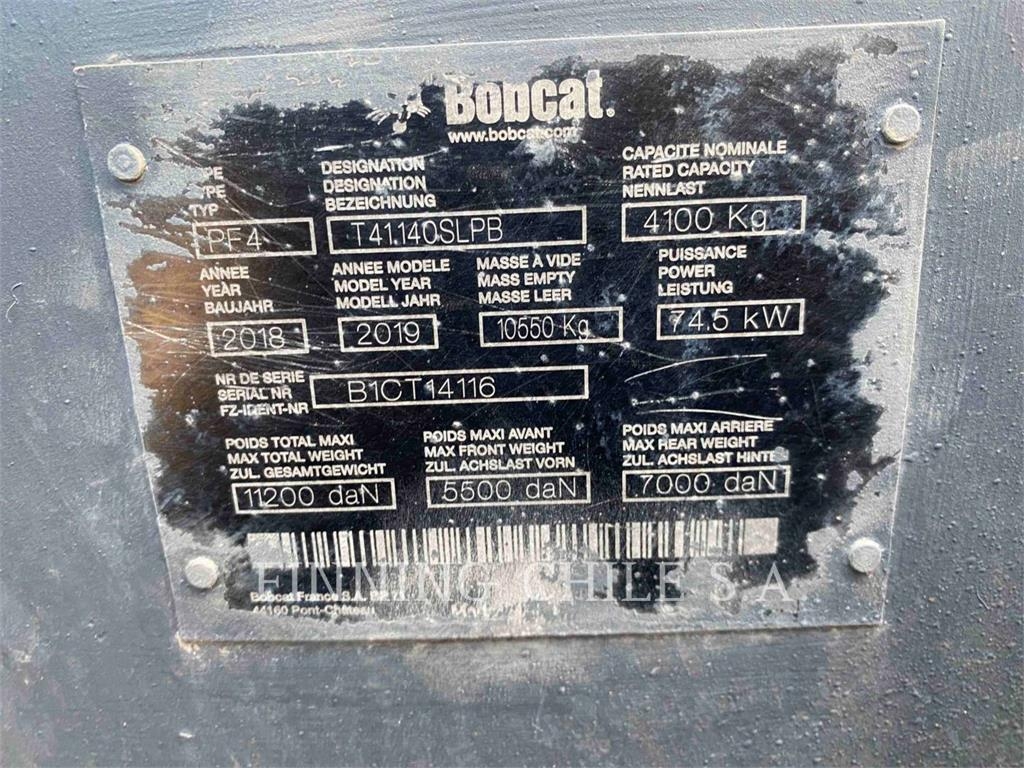 Bobcat.
www.bobcat.com
TYPE
TYPE
TYP
PF4
DESIGNATION
DESIGNATION
BEZEICHNUNG
T41.140SLPB
CAPACITE NOMINALE
RATED CAPACITY
NENNLAST
4100 Kg
ANNEE
YEAR
BAUJAHR
2018
ANNEE MODELE
MODEL YEAR
MODELL JAHR
2019
MASSE À VIDE
MASS EMPTY
MASSE LEER
10550 Kg
PUISSANCE
POWER
LEISTUNG
74.5 kW
NR DE SERIE
SERIAL NR
FZ-IDENT-NR
B1CT14116
POIDS TOTAL MAXI
MAX TOTAL WEIGHT
ZUL. GESAMTGEWICHT
11200 daN
POIDS MAXI AVANT
MAX FRONT WEIGHT
ZUL. ACHSLAST VORN
5500 daN
POIDS MAXI ARRIERE
MAX REAR WEIGHT
ZUL. ACHSLAST HINTEN
7000 daN
FINNING CHILE S.A.
Bobcat France S.A.
44160 Pont-Château